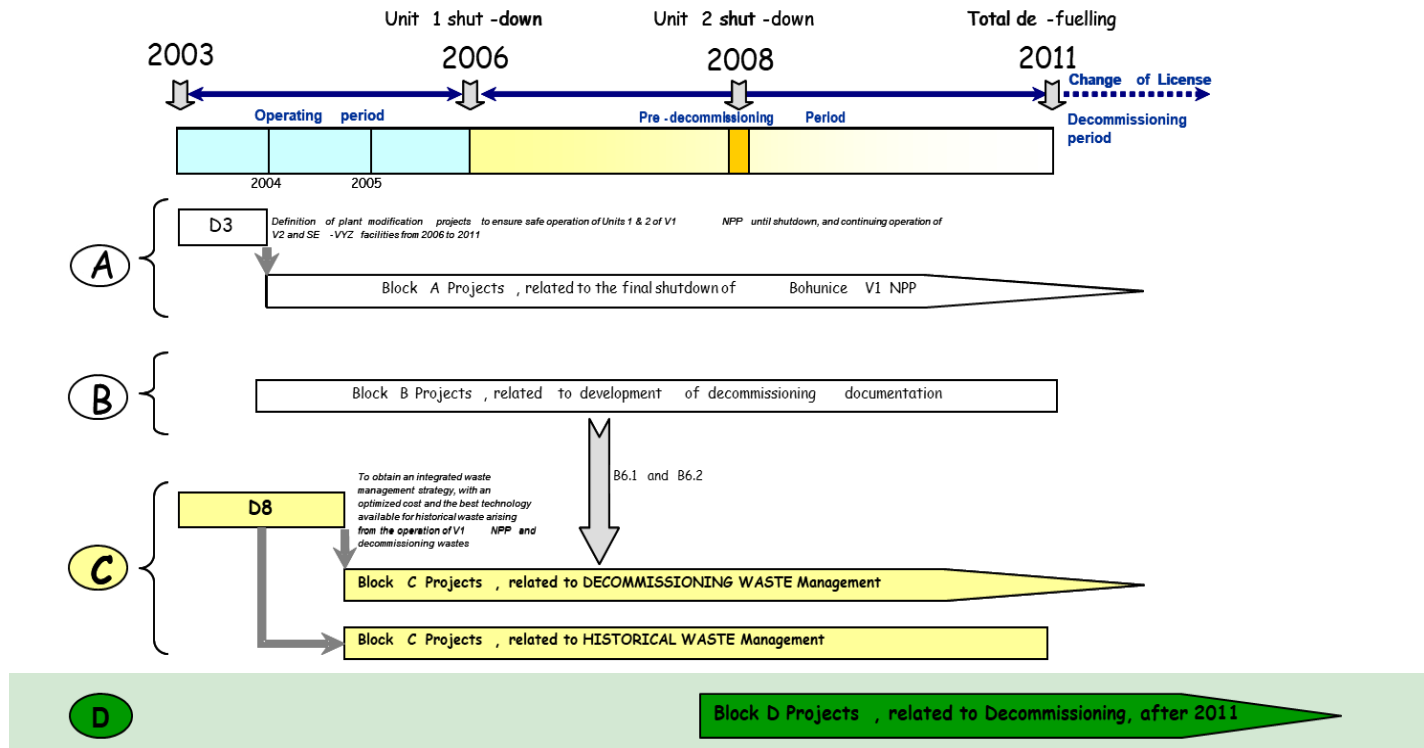 Unit 1 shut -down
Unit 2 shut -down
Total de -fuelling
2003
2006
2008
2011
Change of License
Operating period
Pre -decommissioning Period
Decommissioning
period
2004
2005
A
D3
Definition of plant modification projects to ensure safe operation of Units 1 & 2 of V1 NPP until shutdown, and continuing operation of
V2 and SE -VYZ facilities from 2006 to 2011
Block A Projects , related to the final shutdown of Bohunice V1 NPP
B
Block B Projects , related to development of decommissioning documentation
B6.1 and B6.2
C
D8
To obtain an integrated waste
management strategy, with an
optimized cost and the best technology
available for historical waste arising
from the operation of V1 NPP and
decommissioning wastes
Block C Projects , related to DECOMMISSIONING WASTE Management
Block C Projects , related to HISTORICAL WASTE Management
D
Block D Projects , related to Decommissioning, after 2011